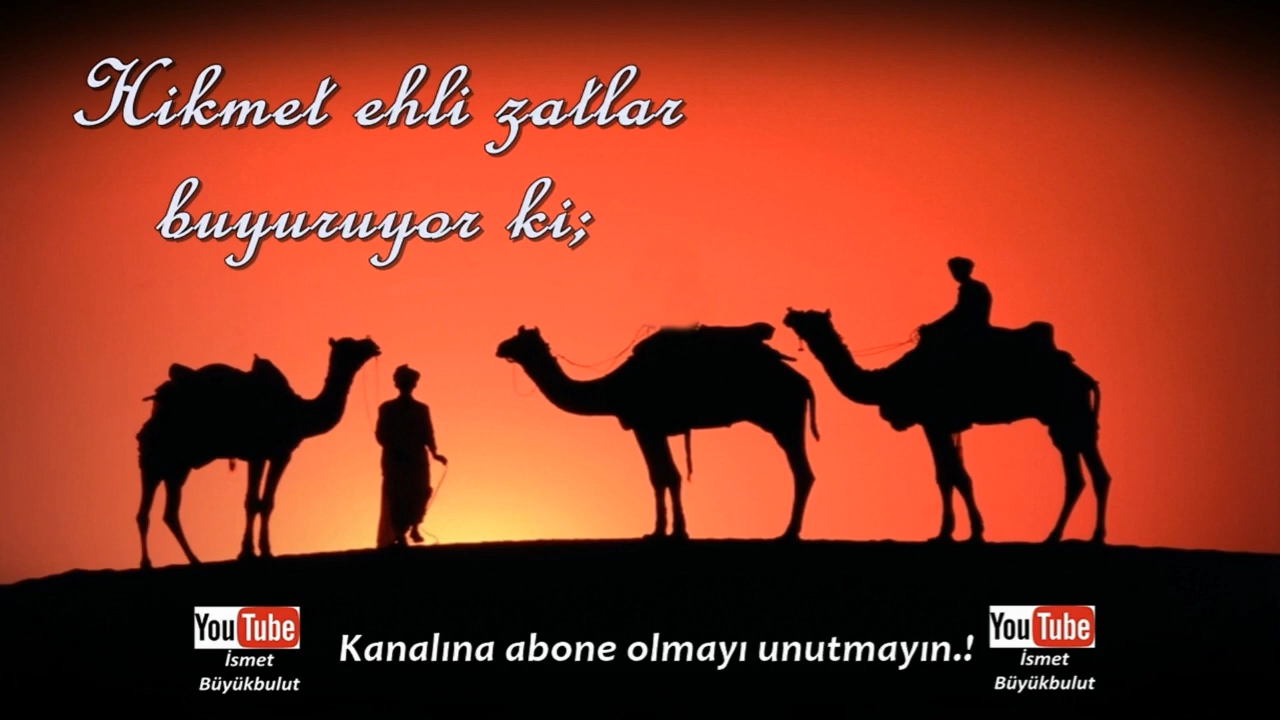 Hikmet ehli zatlar
buyuruyor ki;
YouTube
İsmet
Büyükbulut
Kanalına abone olmayı unutmayın.!
YouTube
İsmet
Büyükbulut